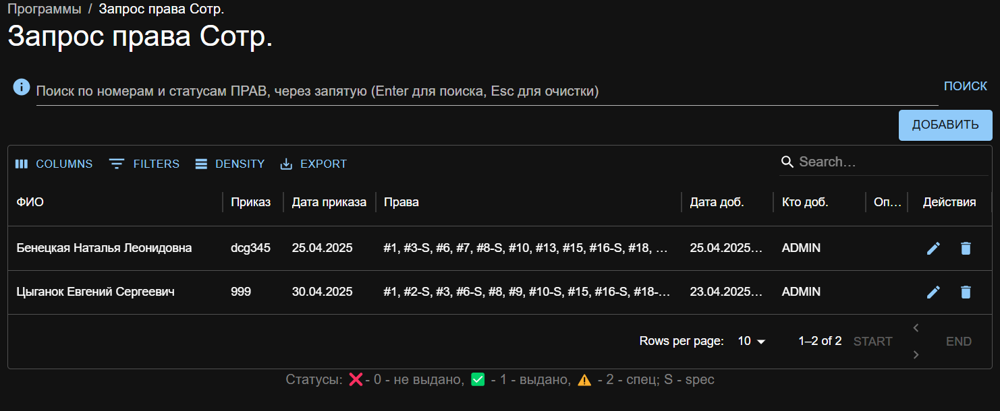 Программы / Запрос права Сотр.
Запрос права Сотр.
Поиск по номерам и статусам ПРАВ, через запятую (Enter для поиска, Esc для очистки)
ПОИСК
ДОБАВИТЬ
COLUMNS FILTERS DENSITY EXPORT Search…
ФИО Приказ Дата приказа Права Дата доб. Кто доб. Оп… Действия
Бенецкая Наталья Леонидовна dcg345 25.04.2025 #1, #3-S, #6, #7, #8-S, #10, #13, #15, #16-S, #18, … 25.04.2025… ADMIN
Цыганок Евгений Сергеевич 999 30.04.2025 #1, #2-S, #3, #6-S, #8, #9, #10-S, #15, #16-S, #18-… 23.04.2025… ADMIN
Rows per page: 10 1–2 of 2 START END
Статусы: ❌ - 0 - не выдано, ✅ - 1 - выдано, ⚠️ - 2 - спец; S - spec